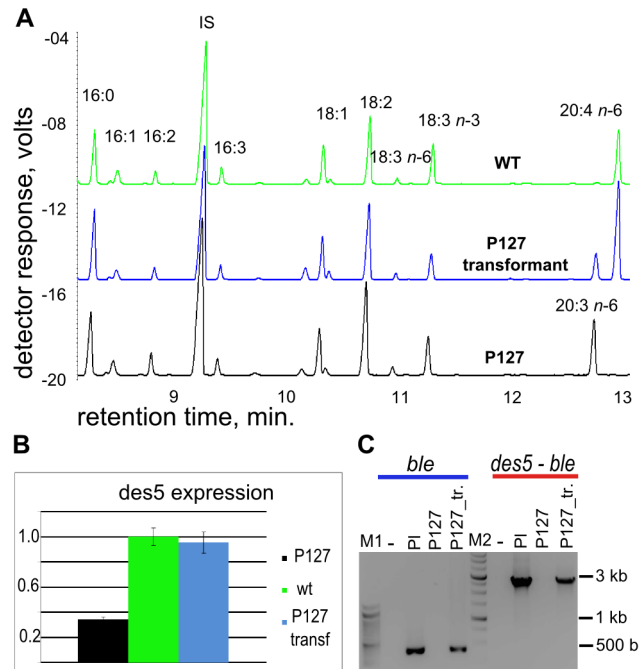 A
IS
-04
16:0
16:1
16:2
16:3
18:1
18:2
18:3 n-6
18:3 n-3
20:4 n-6
-08
WT
-12
P127
transformant
-16
20:3 n-6
P127
-20
detector response, volts
9
10
11
12
13
retention time, min.
B
des5 expression
1.0
0.6
0.2
P127
wt
P127
transf
C
ble
des5 - ble
M1
-
Pl
P127
P127_tr.
M2
-
Pl
P127
P127_tr.
3 kb
1 kb
500 b